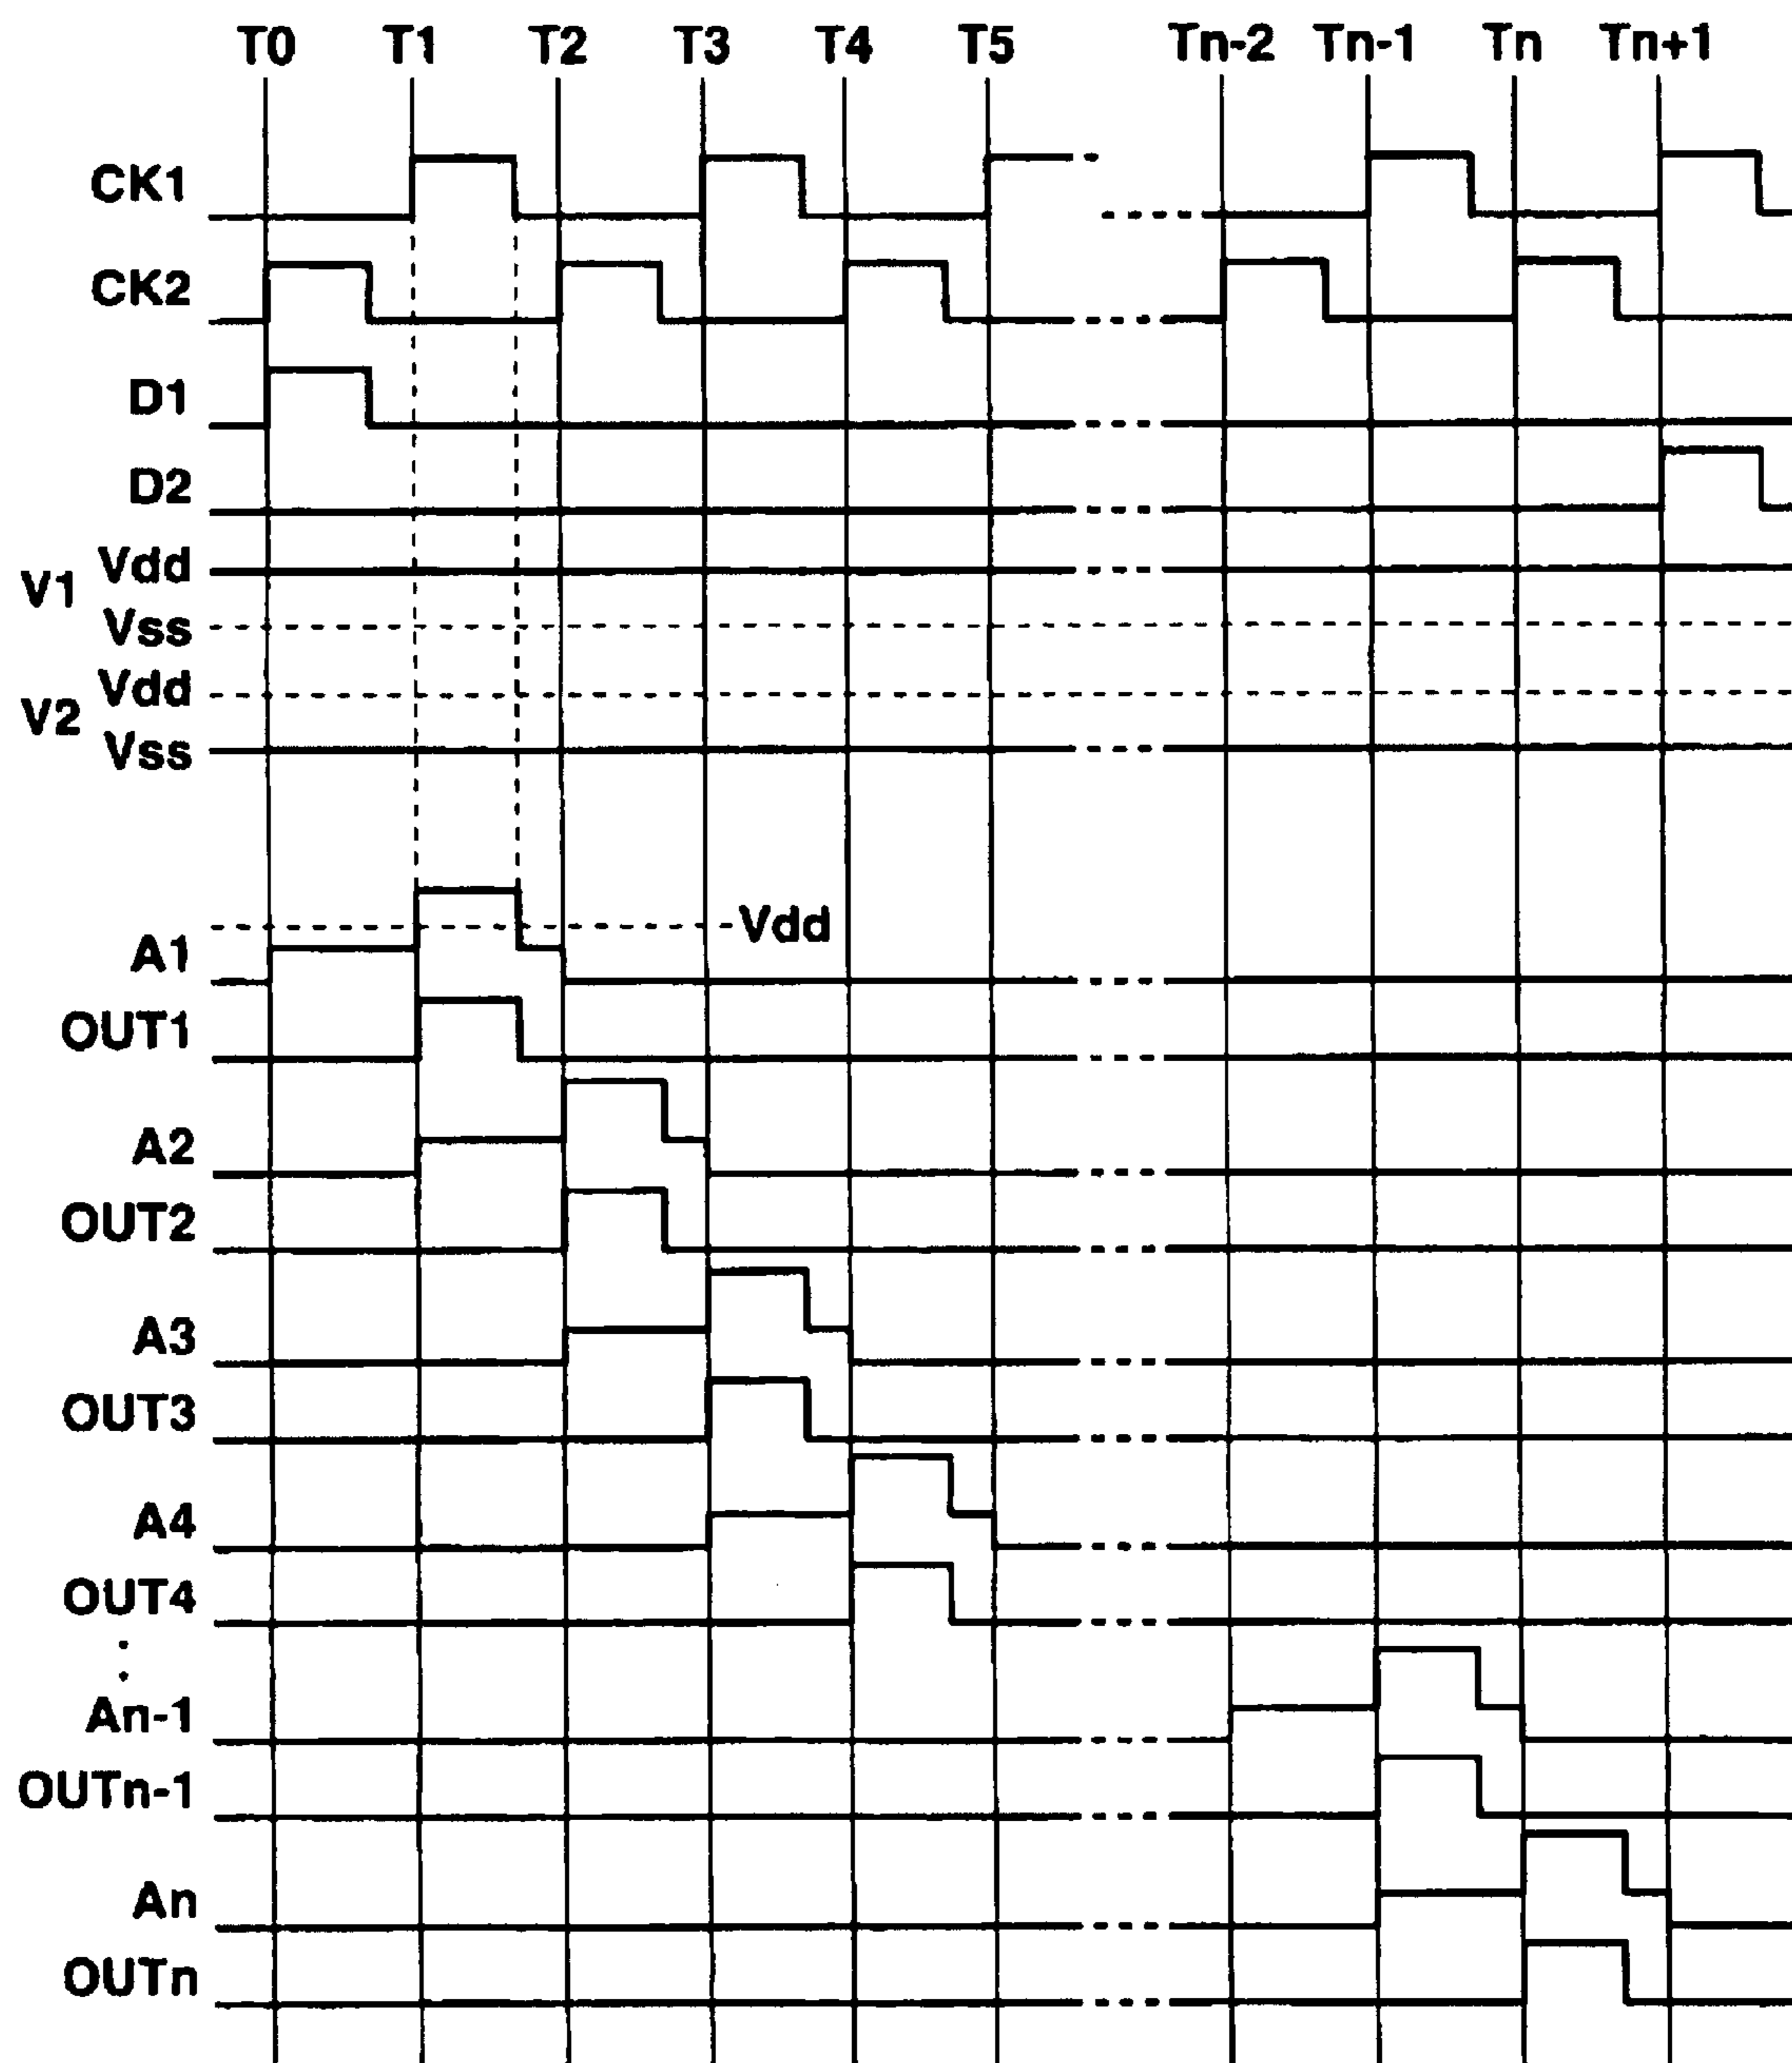 T0 T1 T2 T3 T4 T5 Tn-2 Tn-1 Tn Tn+1
CK1
CK2
D1
D2
V1 Vdd
Vss
V2 Vdd
Vss
Vdd
A1
OUT1
A2
OUT2
A3
OUT3
A4
OUT4
:
An-1
OUTn-1
An
OUTn